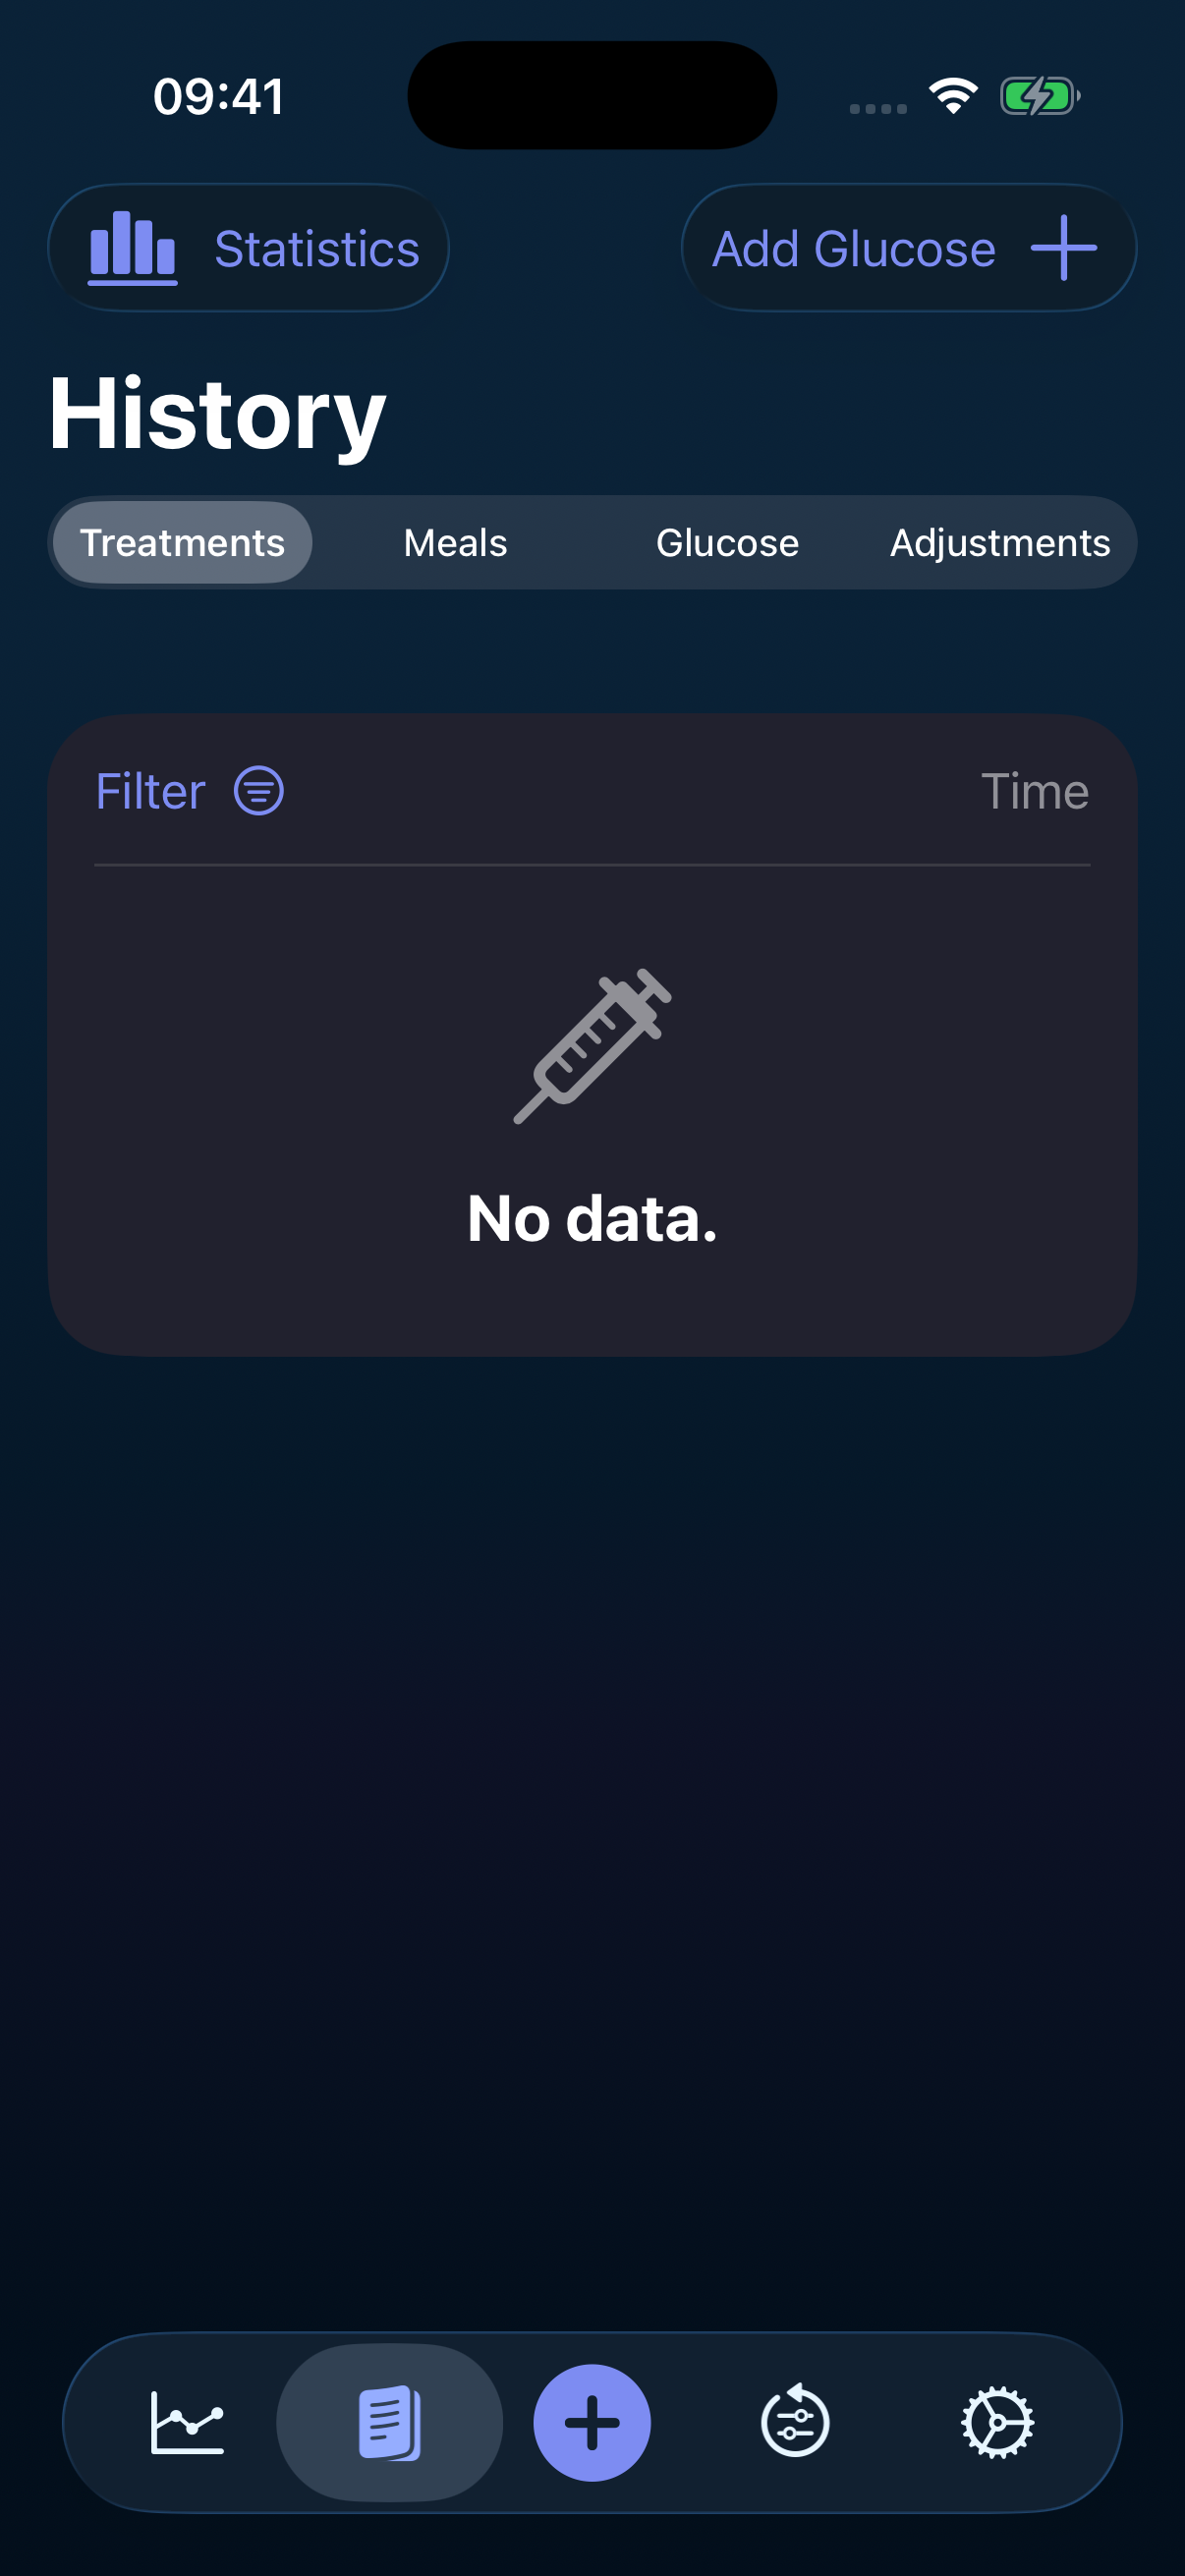 09:41
Statistics
Add Glucose
History
Treatments
Meals
Glucose
Adjustments
Filter
Time
No data.